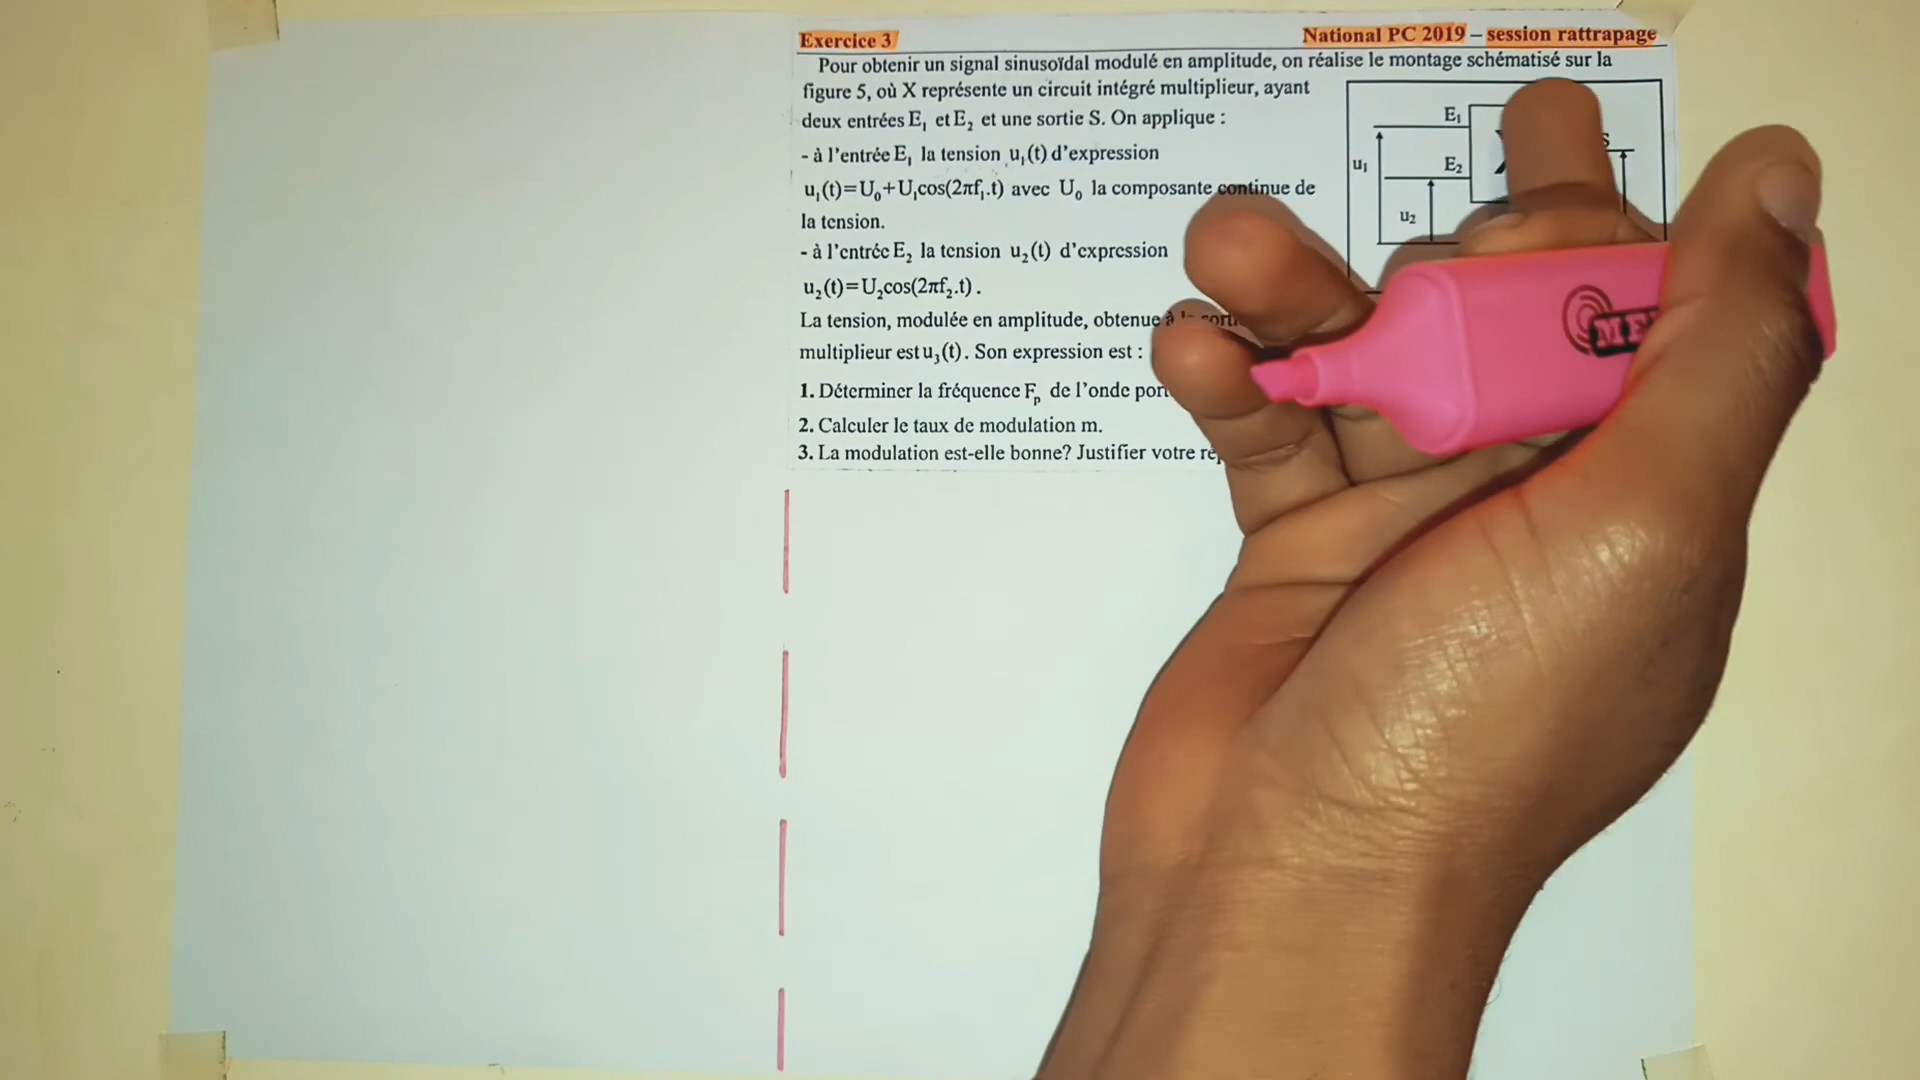 Exercice 3
National PC 2019 – session rattrapage
Pour obtenir un signal sinusoïdal modulé en amplitude, on réalise le montage schématisé sur la
figure 5, où X représente un circuit intégré multiplieur, ayant
deux entrées E₁ et E₂ et une sortie S. On applique :
- à l'entrée E₁ la tension u₁(t) d'expression
u₁(t)=U₀+U₁cos(2πf₁.t) avec U₀ la composante continue de
la tension.
- à l'entrée E₂ la tension u₂(t) d'expression
u₂(t)=U₂cos(2πf₂.t).
La tension, modulée en amplitude, obtenue à
multiplieur est u₃(t). Son expression est :
1. Déterminer la fréquence Fₚ de l'onde
2. Calculer le taux de modulation m.
3. La modulation est-elle bonne? Justifier votre
E₁
S
u₁
E₂
u₂